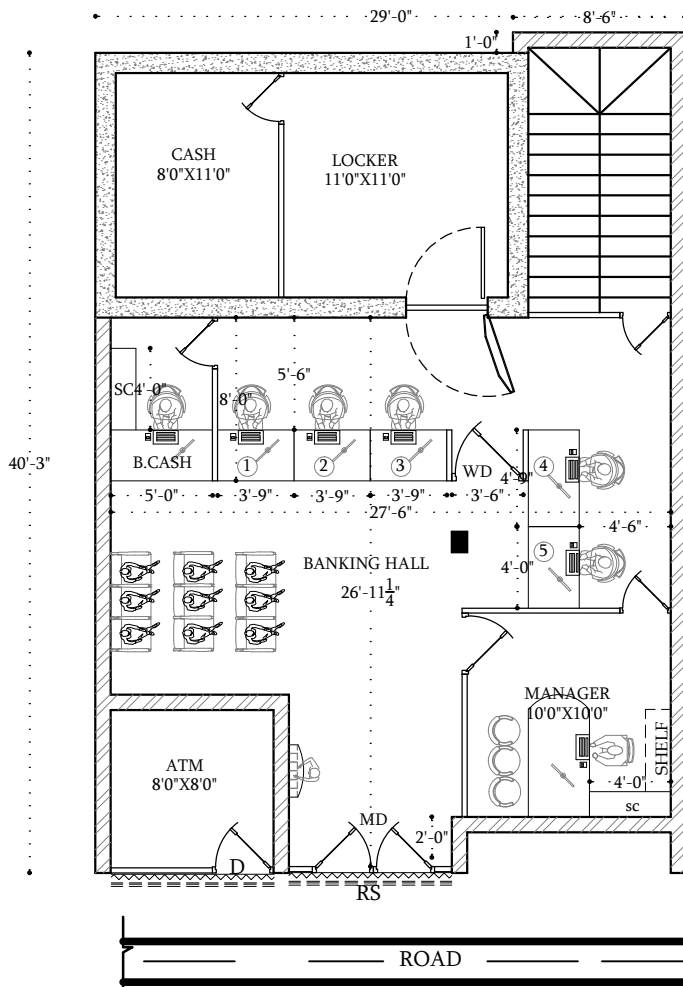 29'-0"
8'-6"
1'-0"
CASH
8'0"X11'0"
LOCKER
11'0"X11'0"
5'-6"
SC4'-0"
8'-0"
40'-3"
B.CASH
1
2
3
WD
4'-9"
4
5'-0"
3'-9"
3'-9"
3'-9"
3'-6"
27'-6"
4'-6"
5
4'-0"
BANKING HALL
26'-11 1/4"
MANAGER
10'0"X10'0"
SHELF
ATM
8'0"X8'0"
4'-0"
sc
MD
2'-0"
D
RS
ROAD